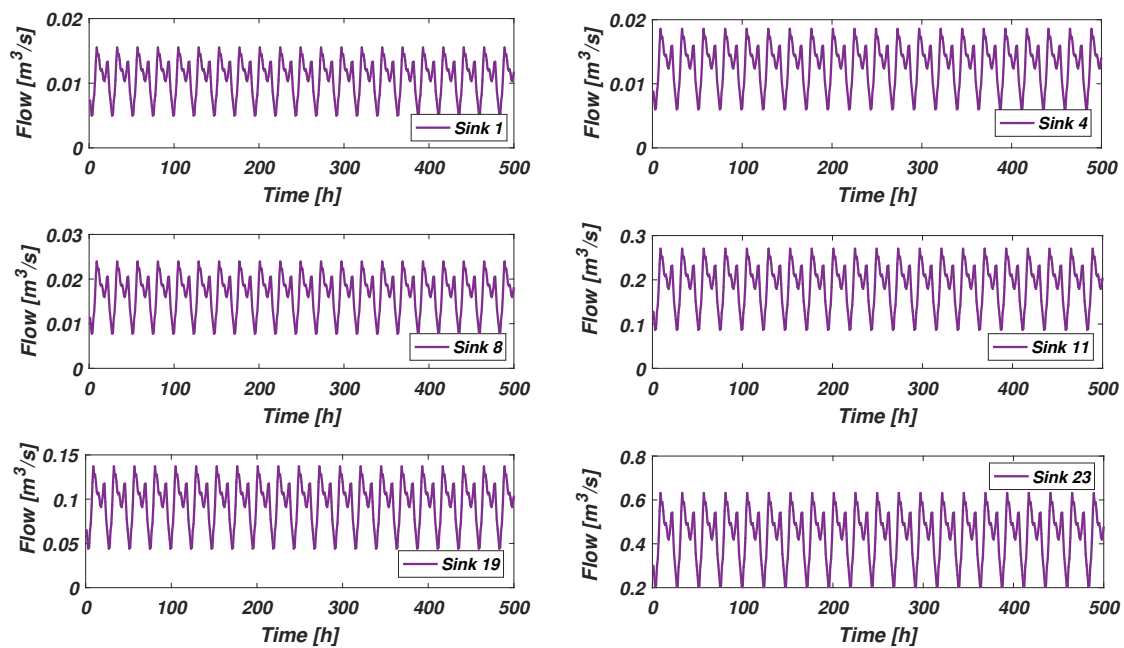 Flow [m^3/s]
0.02
0.01
0
Sink 1
0 100 200 300 400 500
Time [h]
Flow [m^3/s]
0.02
0.01
0
Sink 4
0 100 200 300 400 500
Time [h]
Flow [m^3/s]
0.03
0.02
0.01
0
Sink 8
0 100 200 300 400 500
Time [h]
Flow [m^3/s]
0.3
0.2
0.1
0
Sink 11
0 100 200 300 400 500
Time [h]
Flow [m^3/s]
0.15
0.1
0.05
0
Sink 19
0 100 200 300 400 500
Time [h]
Flow [m^3/s]
0.8
0.6
0.4
0.2
Sink 23
0 100 200 300 400 500
Time [h]